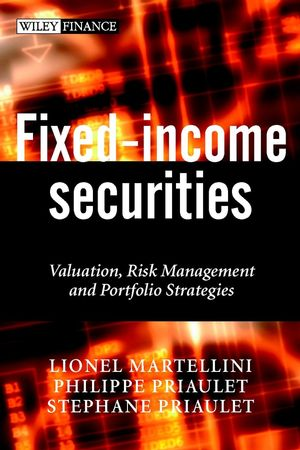 WILEY FINANCE
Fixed-income
securities
Valuation, Risk Management
and Portfolio Strategies
LIONEL MARTELLINI
PHILIPPE PRIAULET
STEPHANE PRIAULET